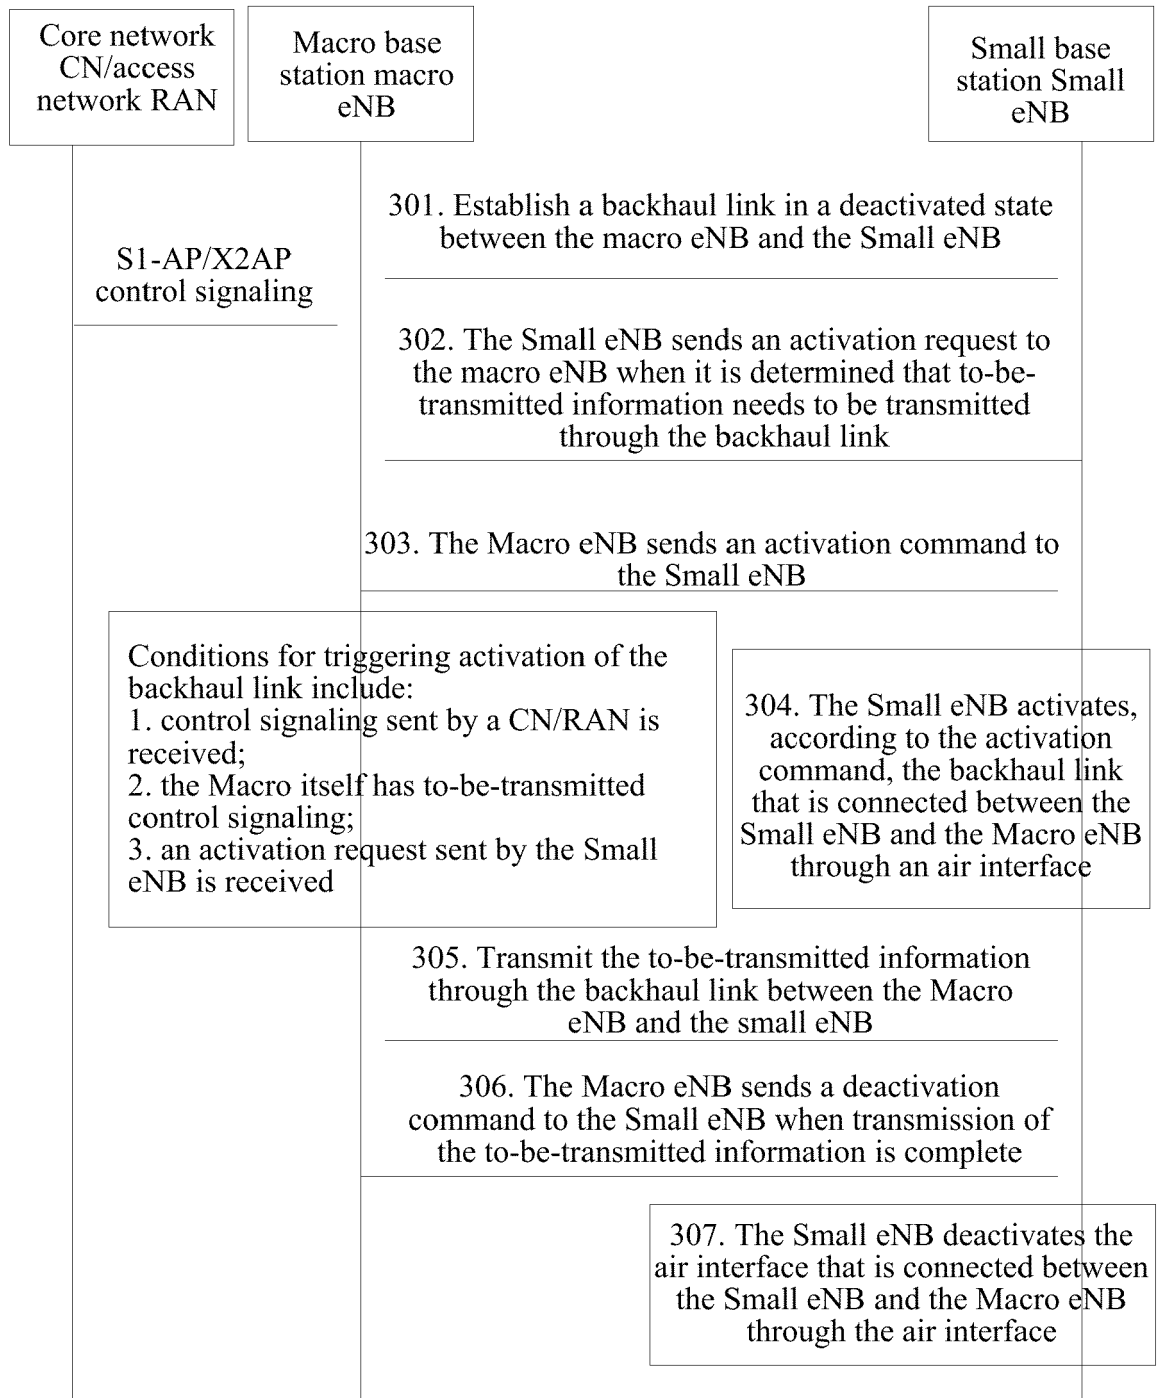 Core network
CN/access
network RAN
Macro base
station macro
eNB
Small base
station Small
eNB
301. Establish a backhaul link in a deactivated state
between the macro eNB and the Small eNB
S1-AP/X2AP
control signaling
302. The Small eNB sends an activation request to
the macro eNB when it is determined that to-be-
transmitted information needs to be transmitted
through the backhaul link
303. The Macro eNB sends an activation command to
the Small eNB
Conditions for triggering activation of the
backhaul link include:
1. control signaling sent by a CN/RAN is
received;
2. the Macro itself has to-be-transmitted
control signaling;
3. an activation request sent by the Small
eNB is received
304. The Small eNB activates,
according to the activation
command, the backhaul link
that is connected between the
Small eNB and the Macro eNB
through an air interface
305. Transmit the to-be-transmitted information
through the backhaul link between the Macro
eNB and the small eNB
306. The Macro eNB sends a deactivation
command to the Small eNB when transmission of
the to-be-transmitted information is complete
307. The Small eNB deactivates the
air interface that is connected between
the Small eNB and the Macro eNB
through the air interface